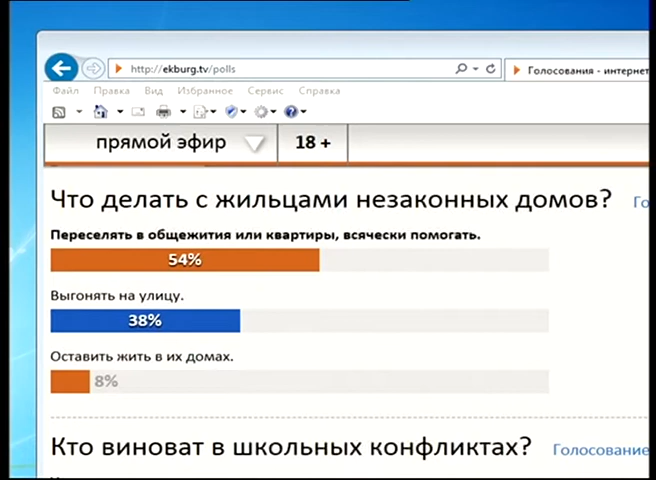 http://ekburg.tv/polls
Голосования - интернет
Файл Правка Вид Избранное Сервис Справка
прямой эфир 18 +
Что делать с жильцами незаконных домов? Го
Переселять в общежития или квартиры, всячески помогать.
54%
Выгонять на улицу.
38%
Оставить жить в их домах.
8%
Кто виноват в школьных конфликтах? Голосование